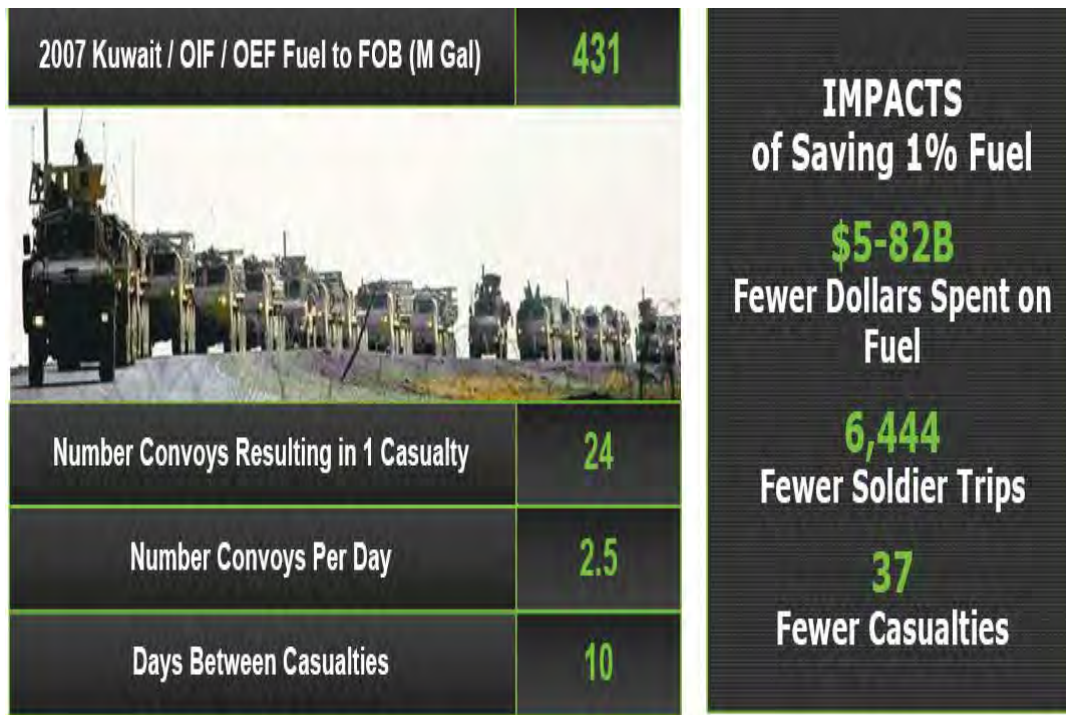 2007 Kuwait / OIF / OEF Fuel to FOB (M Gal) 431
Number Convoys Resulting in 1 Casualty 24
Number Convoys Per Day 2.5
Days Between Casualties 10
IMPACTS
of Saving 1% Fuel
$5-82B
Fewer Dollars Spent on
Fuel
6,444
Fewer Soldier Trips
37
Fewer Casualties